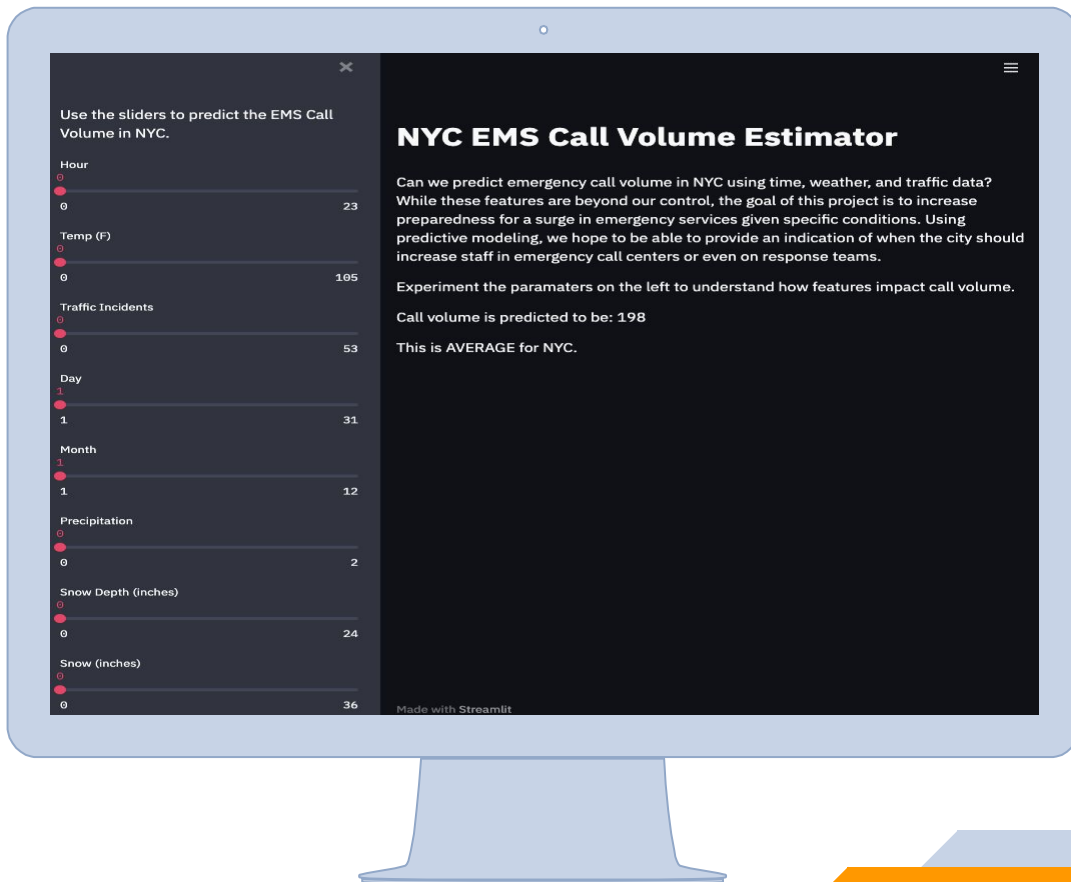 Use the sliders to predict the EMS Call
Volume in NYC.
Hour
0
0 23
Temp (F)
0
0 105
Traffic Incidents
0
0 53
Day
1
1 31
Month
1
1 12
Precipitation
0
0 2
Snow Depth (inches)
0
0 24
Snow (inches)
0
0 36
NYC EMS Call Volume Estimator
Can we predict emergency call volume in NYC using time, weather, and traffic data?
While these features are beyond our control, the goal of this project is to increase
preparedness for a surge in emergency services given specific conditions. Using
predictive modeling, we hope to be able to provide an indication of when the city should
increase staff in emergency call centers or even on response teams.
Experiment the paramaters on the left to understand how features impact call volume.
Call volume is predicted to be: 198
This is AVERAGE for NYC.
Made with Streamlit